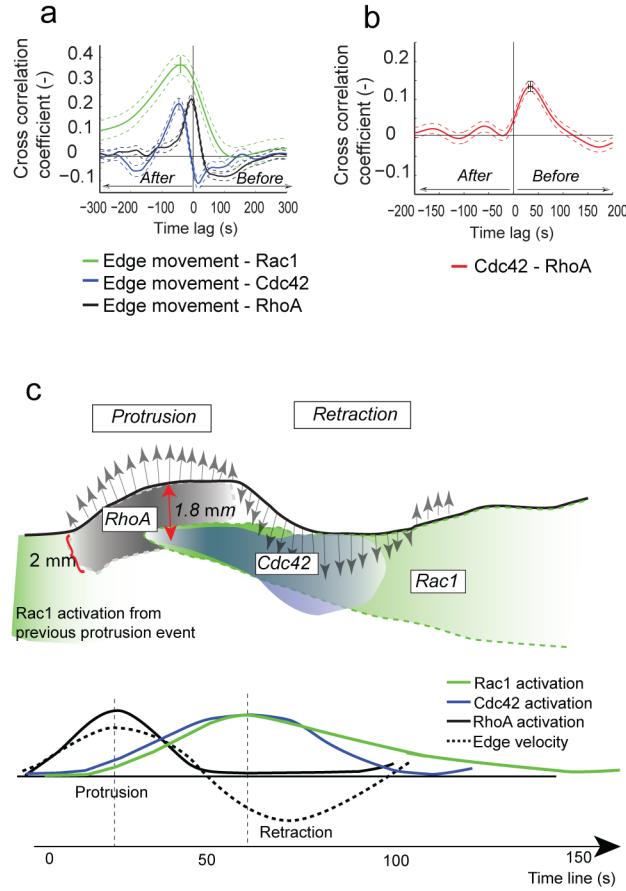 a
Cross correlation
coefficient (-)
0.4
0.3
0.2
0.1
0
-0.1
After
Before
-300
-200
-100
0
100
200
300
Time lag (s)
Edge movement - Rac1
Edge movement - Cdc42
Edge movement - RhoA
b
Cross correlation
coefficient (-)
0.2
0.1
0
-0.1
After
Before
-200
-150
-100
-50
0
50
100
150
200
Time lag (s)
Cdc42 - RhoA
c
Protrusion
Retraction
RhoA
1.8 mm
2 mm
Cdc42
Rac1
Rac1 activation from
previous protrusion event
Rac1 activation
Cdc42 activation
RhoA activation
Edge velocity
Protrusion
Retraction
0
50
100
150
Time line (s)